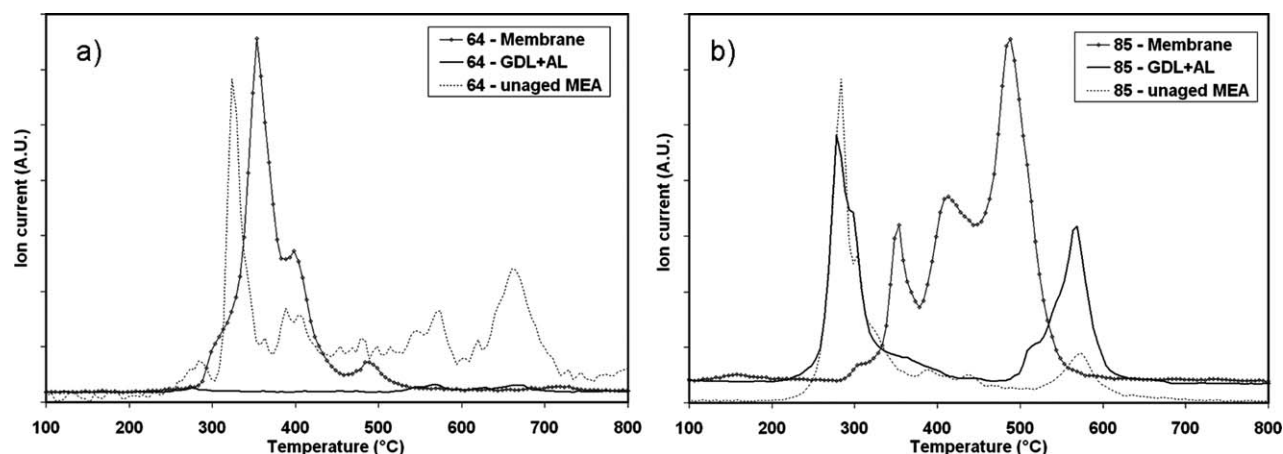 a)
64 - Membrane
64 - GDL+AL
64 - unaged MEA
Ion current (A.U.)
100 200 300 400 500 600 700 800
Temperature (°C)
b)
85 - Membrane
85 - GDL+AL
85 - unaged MEA
Ion current (A.U.)
100 200 300 400 500 600 700 800
Temperature (°C)